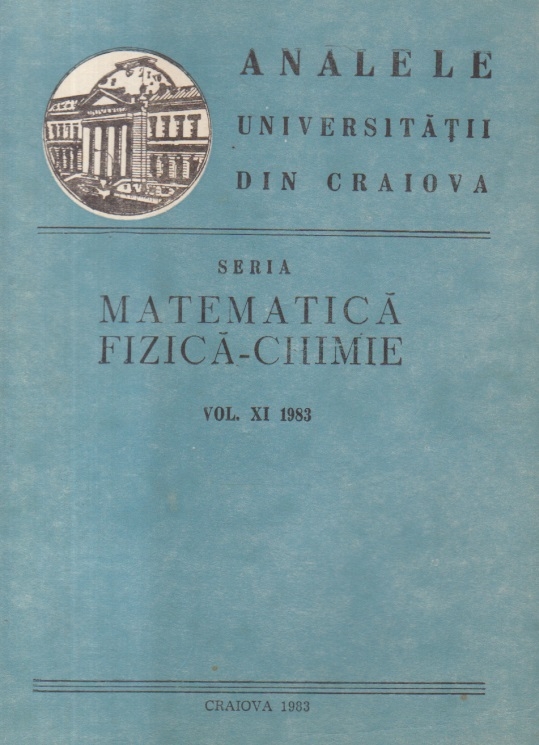 ANALELE
UNIVERSITĂŢII
DIN CRAIOVA
SERIA
MATEMATICĂ
FIZICĂ-CHIMIE
VOL. XI 1983
CRAIOVA 1983